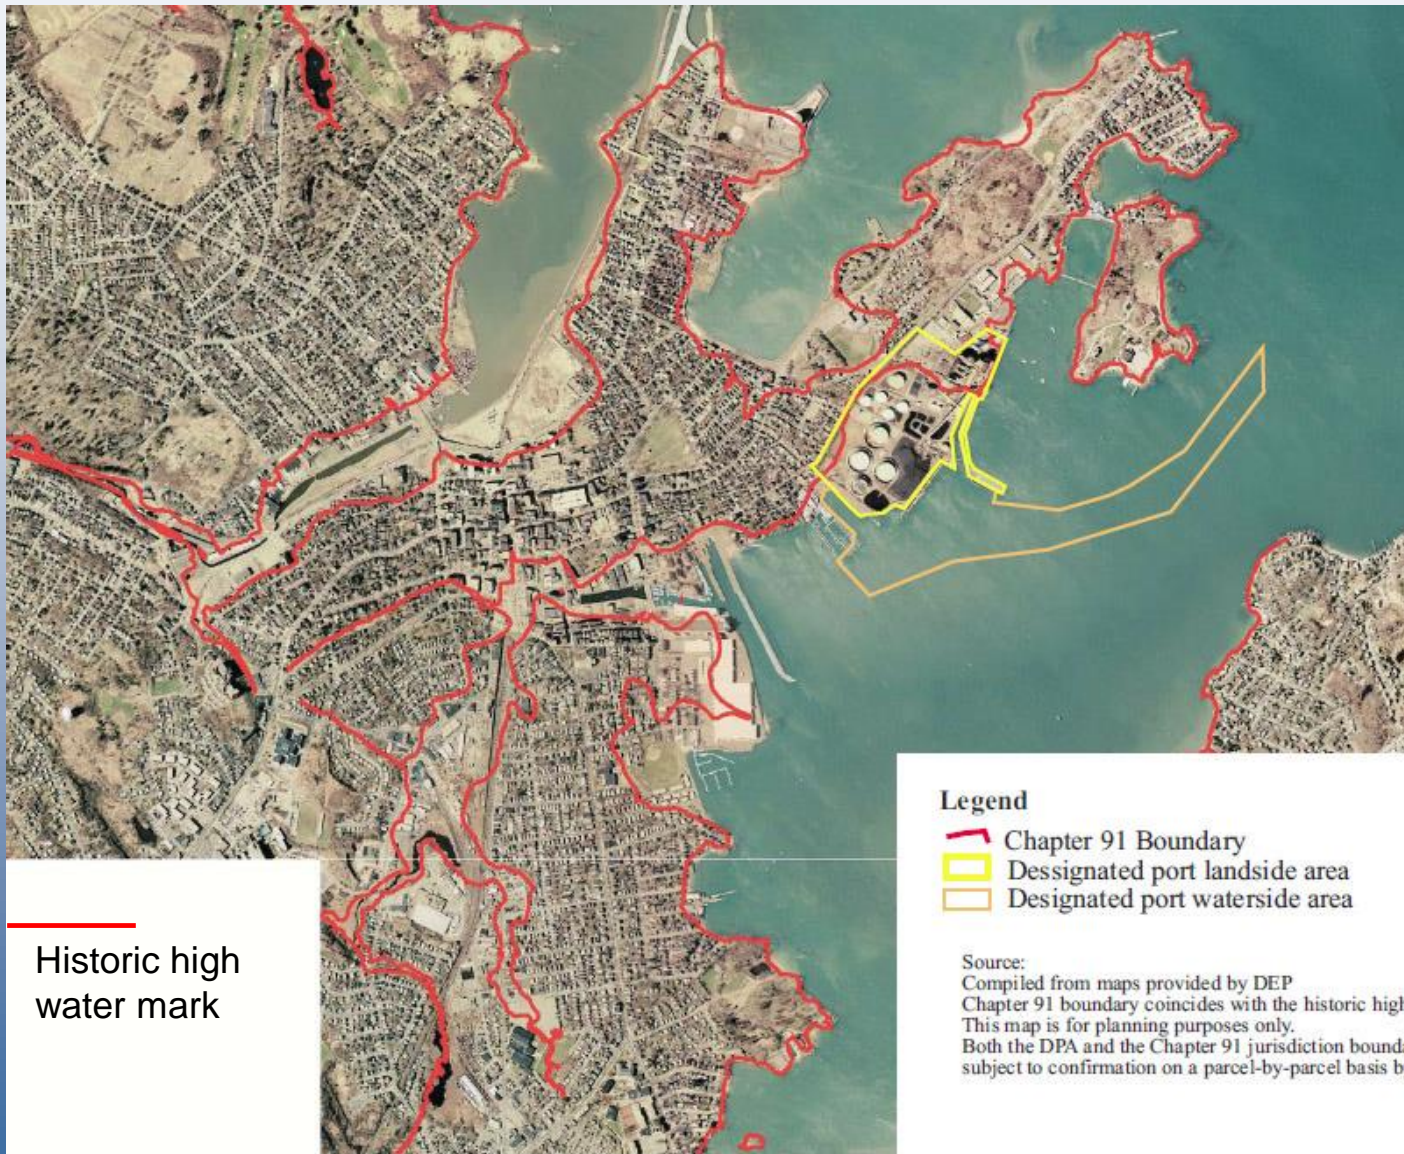 Legend
Chapter 91 Boundary
Dessignated port landside area
Designated port waterside area
Source:
Compiled from maps provided by DEP
Chapter 91 boundary coincides with the historic high
This map is for planning purposes only.
Both the DPA and the Chapter 91 jurisdiction bounda
subject to confirmation on a parcel-by-parcel basis b
Historic high
water mark